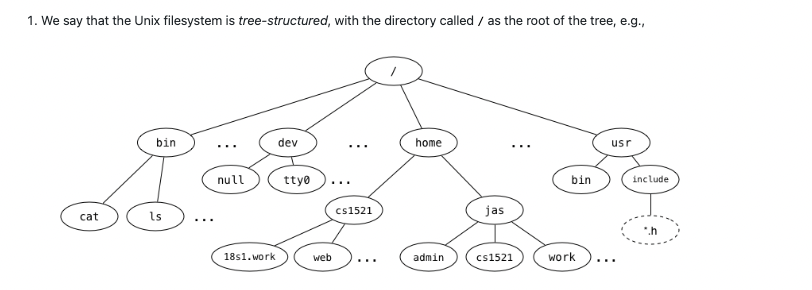 1. We say that the Unix filesystem is tree-structured, with the directory called / as the root of the tree, e.g.,
/
bin ... dev ... home ... usr
null tty0 ... bin include
cat ls ... cs1521 jas *.h
18s1.work web ... admin cs1521 work ...